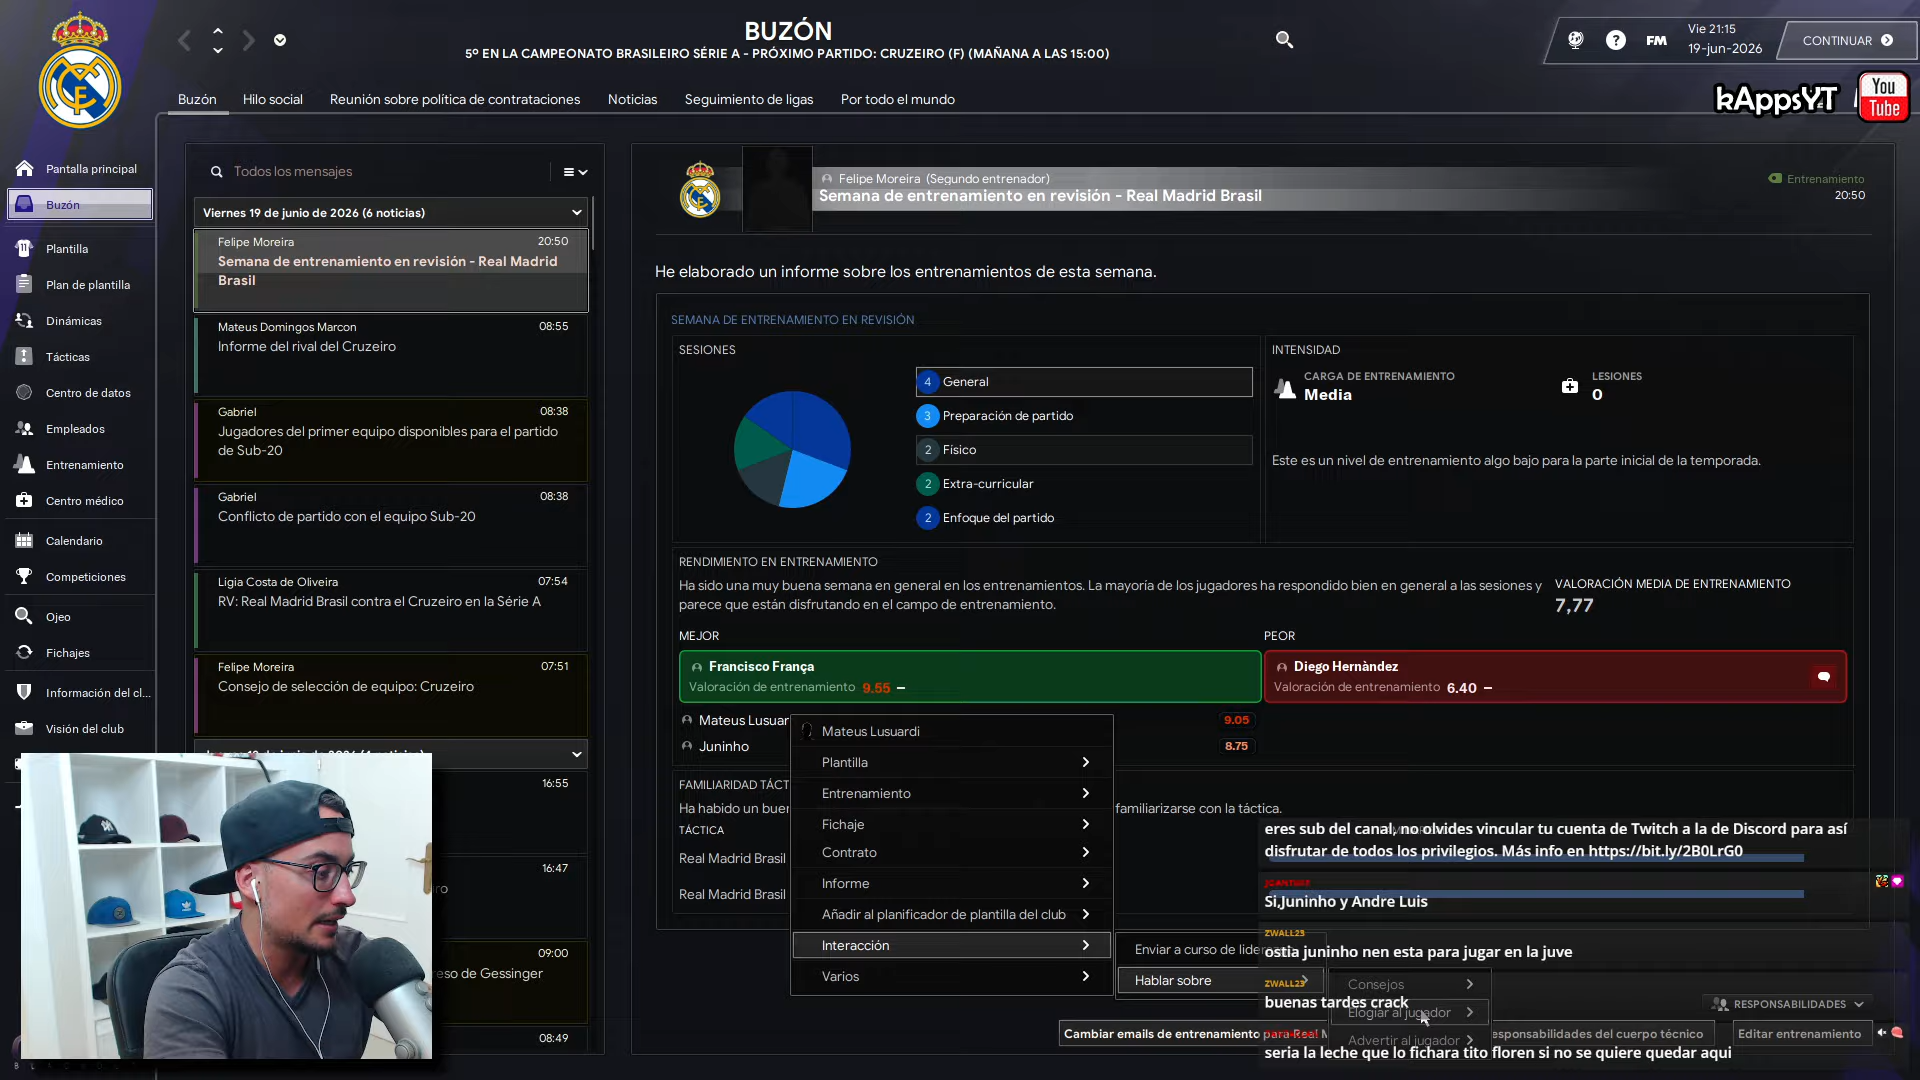 BUZÓN
5º EN LA CAMPEONATO BRASILEIRO SÉRIE A - PRÓXIMO PARTIDO: CRUZEIRO (F) (MAÑANA A LAS 15:00)
FM
Vie 21:15
19-jun-2026
CONTINUAR
Buzón
Hilo social
Reunión sobre política de contrataciones
Noticias
Seguimiento de ligas
Por todo el mundo
kAppsYT
You
Tube
Pantalla principal
Buzón
Plantilla
Plan de plantilla
Dinámicas
Tácticas
Centro de datos
Empleados
Entrenamiento
Centro médico
Calendario
Competiciones
Ojeo
Fichajes
Información del cl...
Visión del club
Todos los mensajes
Viernes 19 de junio de 2026 (6 noticias)
Felipe Moreira 20:50
Semana de entrenamiento en revisión - Real Madrid
Brasil
Mateus Domingos Marcon 08:55
Informe del rival del Cruzeiro
Gabriel 08:38
Jugadores del primer equipo disponibles para el partido
de Sub-20
Gabriel 08:38
Conflicto de partido con el equipo Sub-20
Ligia Costa de Oliveira 07:54
RV: Real Madrid Brasil contra el Cruzeiro en la Série A
Felipe Moreira 07:51
Consejo de selección de equipo: Cruzeiro
16:55
16:47
09:00
reso de Gessinger
08:49
Felipe Moreira (Segundo entrenador)
Semana de entrenamiento en revisión - Real Madrid Brasil
Entrenamiento
20:50
He elaborado un informe sobre los entrenamientos de esta semana.
SEMANA DE ENTRENAMIENTO EN REVISIÓN
SESIONES
4 General
3 Preparación de partido
2 Físico
2 Extra-curricular
2 Enfoque del partido
INTENSIDAD
CARGA DE ENTRENAMIENTO
Media
LESIONES
0
Este es un nivel de entrenamiento algo bajo para la parte inicial de la temporada.
RENDIMIENTO EN ENTRENAMIENTO
Ha sido una muy buena semana en general en los entrenamientos. La mayoría de los jugadores ha respondido bien en general a las sesiones y
parece que están disfrutando en el campo de entrenamiento.
VALORACIÓN MEDIA DE ENTRENAMIENTO
7,77
MEJOR
Francisco França
Valoración de entrenamiento 9.55 –
PEOR
Diego Hernàndez
Valoración de entrenamiento 6.40 –
Mateus Lusuar 9.05
Juninho 8.75
FAMILIARIDAD TÁCT
Ha habido un buer familiarizarse con la táctica.
TÁCTICA
Real Madrid Brasil
Real Madrid Brasil
Mateus Lusuardi
Plantilla
Entrenamiento
Fichaje
Contrato
Informe
Añadir al planificador de plantilla del club
Interacción
Varios
Enviar a curso de lide
Hablar sobre
Consejos
Elogiar al jugador
Advertir al jugador
eres sub del canal, no olvides vincular tu cuenta de Twitch a la de Discord para así
disfrutar de todos los privilegios. Más info en https://bit.ly/2B0LrG0
Si,Juninho y Andre Luis
ZWALL23
ostia juninho nen esta para jugar en la juve
ZWALL23
buenas tardes crack
seria la leche que lo fichara tito floren si no se quiere quedar aqui
RESPONSABILIDADES
Cambiar emails de entrenamiento para Real M
esponsabilidades del cuerpo técnico
Editar entrenamiento